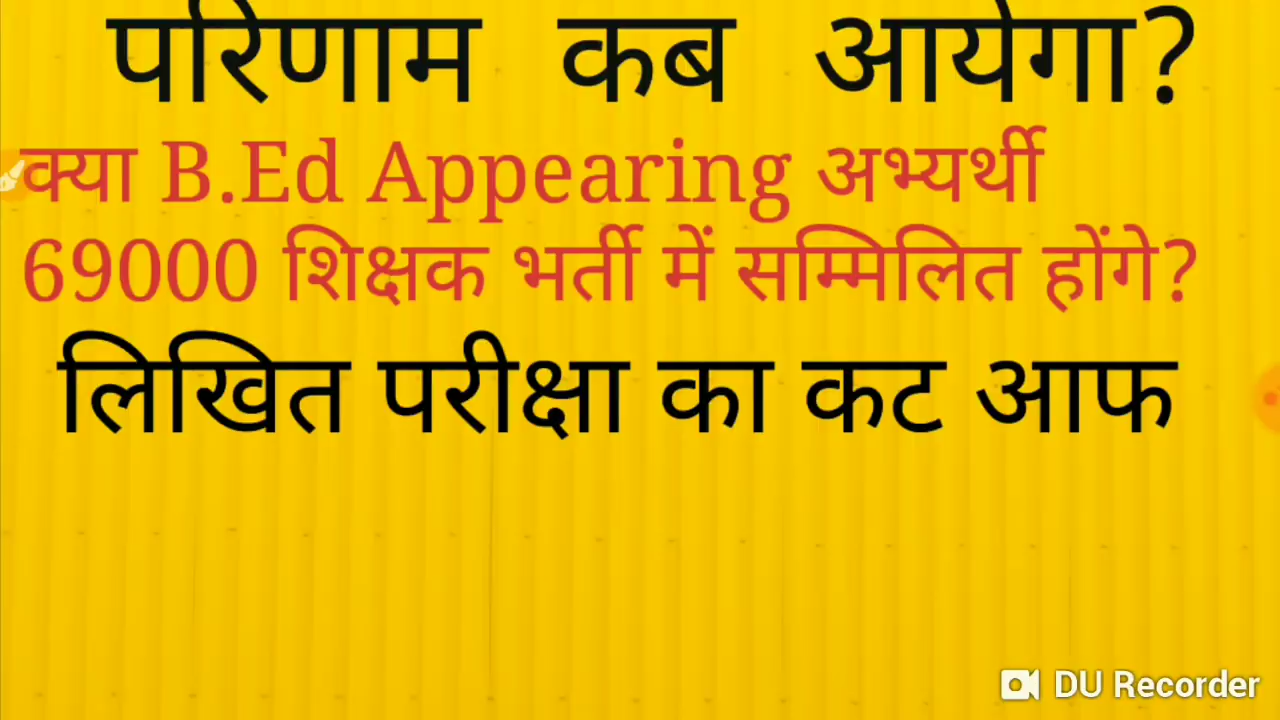 परिणाम कब आयेगा?
क्या B.Ed Appearing अभ्यर्थी
69000 शिक्षक भर्ती में सम्मिलित होंगे?
लिखित परीक्षा का कट आफ
DU Recorder